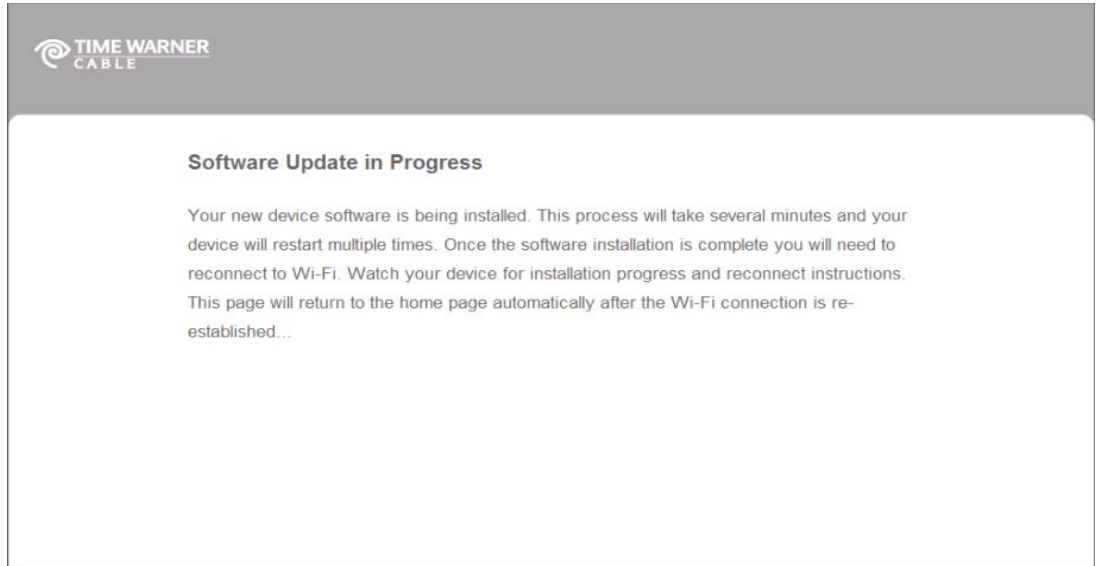 TIME WARNER
CABLE
Software Update in Progress
Your new device software is being installed. This process will take several minutes and your
device will restart multiple times. Once the software installation is complete you will need to
reconnect to Wi-Fi. Watch your device for installation progress and reconnect instructions.
This page will return to the home page automatically after the Wi-Fi connection is re-
established...